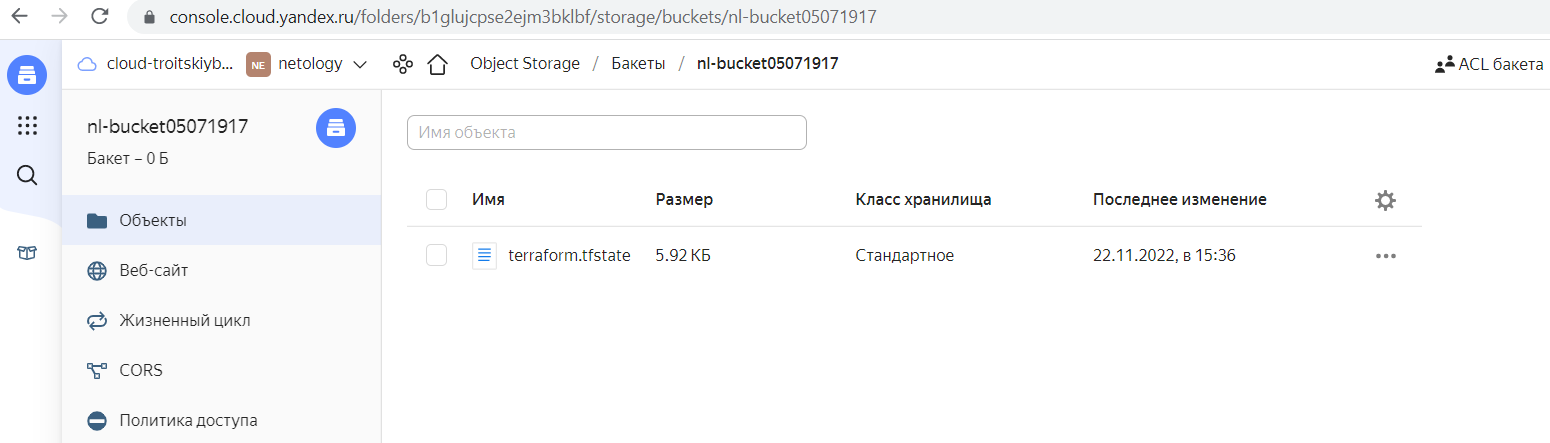 console.cloud.yandex.ru/folders/b1glujcpse2ejm3bklbf/storage/buckets/nl-bucket05071917
cloud-troitskiyb... NE netology Object Storage / Бакеты / nl-bucket05071917 ACL бакета
nl-bucket05071917
Бакет – 0 Б
Имя объекта
Имя Размер Класс хранилища Последнее изменение
Объекты
terraform.tfstate 5.92 КБ Стандартное 22.11.2022, в 15:36
Веб-сайт
Жизненный цикл
CORS
Политика доступа